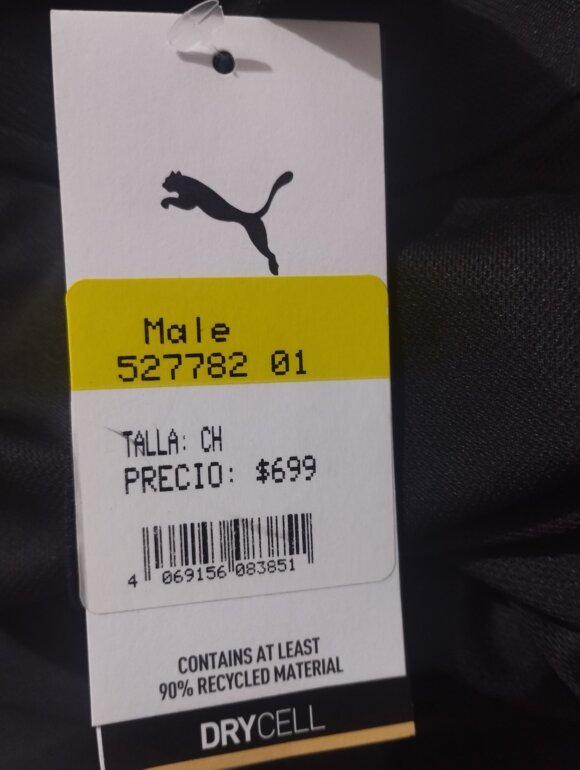 Male
527782 01
TALLA: CH
PRECIO: $699
4 069156 083851
CONTAINS AT LEAST
90% RECYCLED MATERIAL
DRYCELL